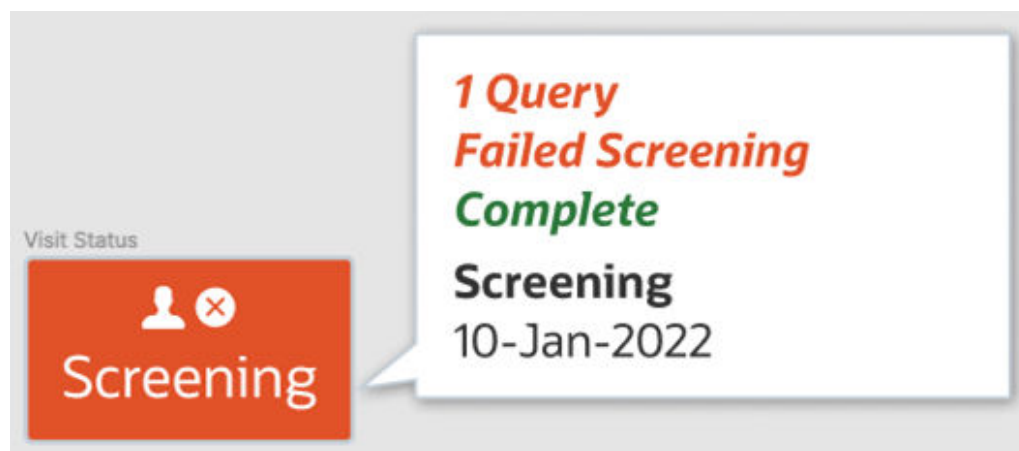 Visit Status
Screening
1 Query
Failed Screening
Complete
Screening
10-Jan-2022